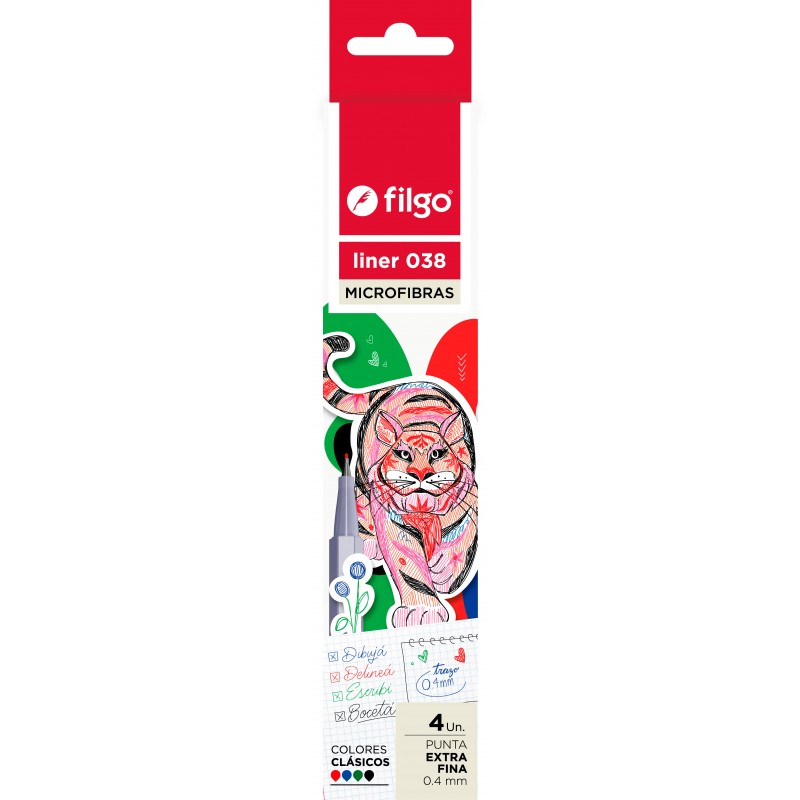 filgo®
liner 038
MICROFIBRAS
Dibujá
Delineá
Escribí
Bocetá
trazo
0.4mm
4 Un.
PUNTA
EXTRA
FINA
0.4 mm
COLORES
CLÁSICOS